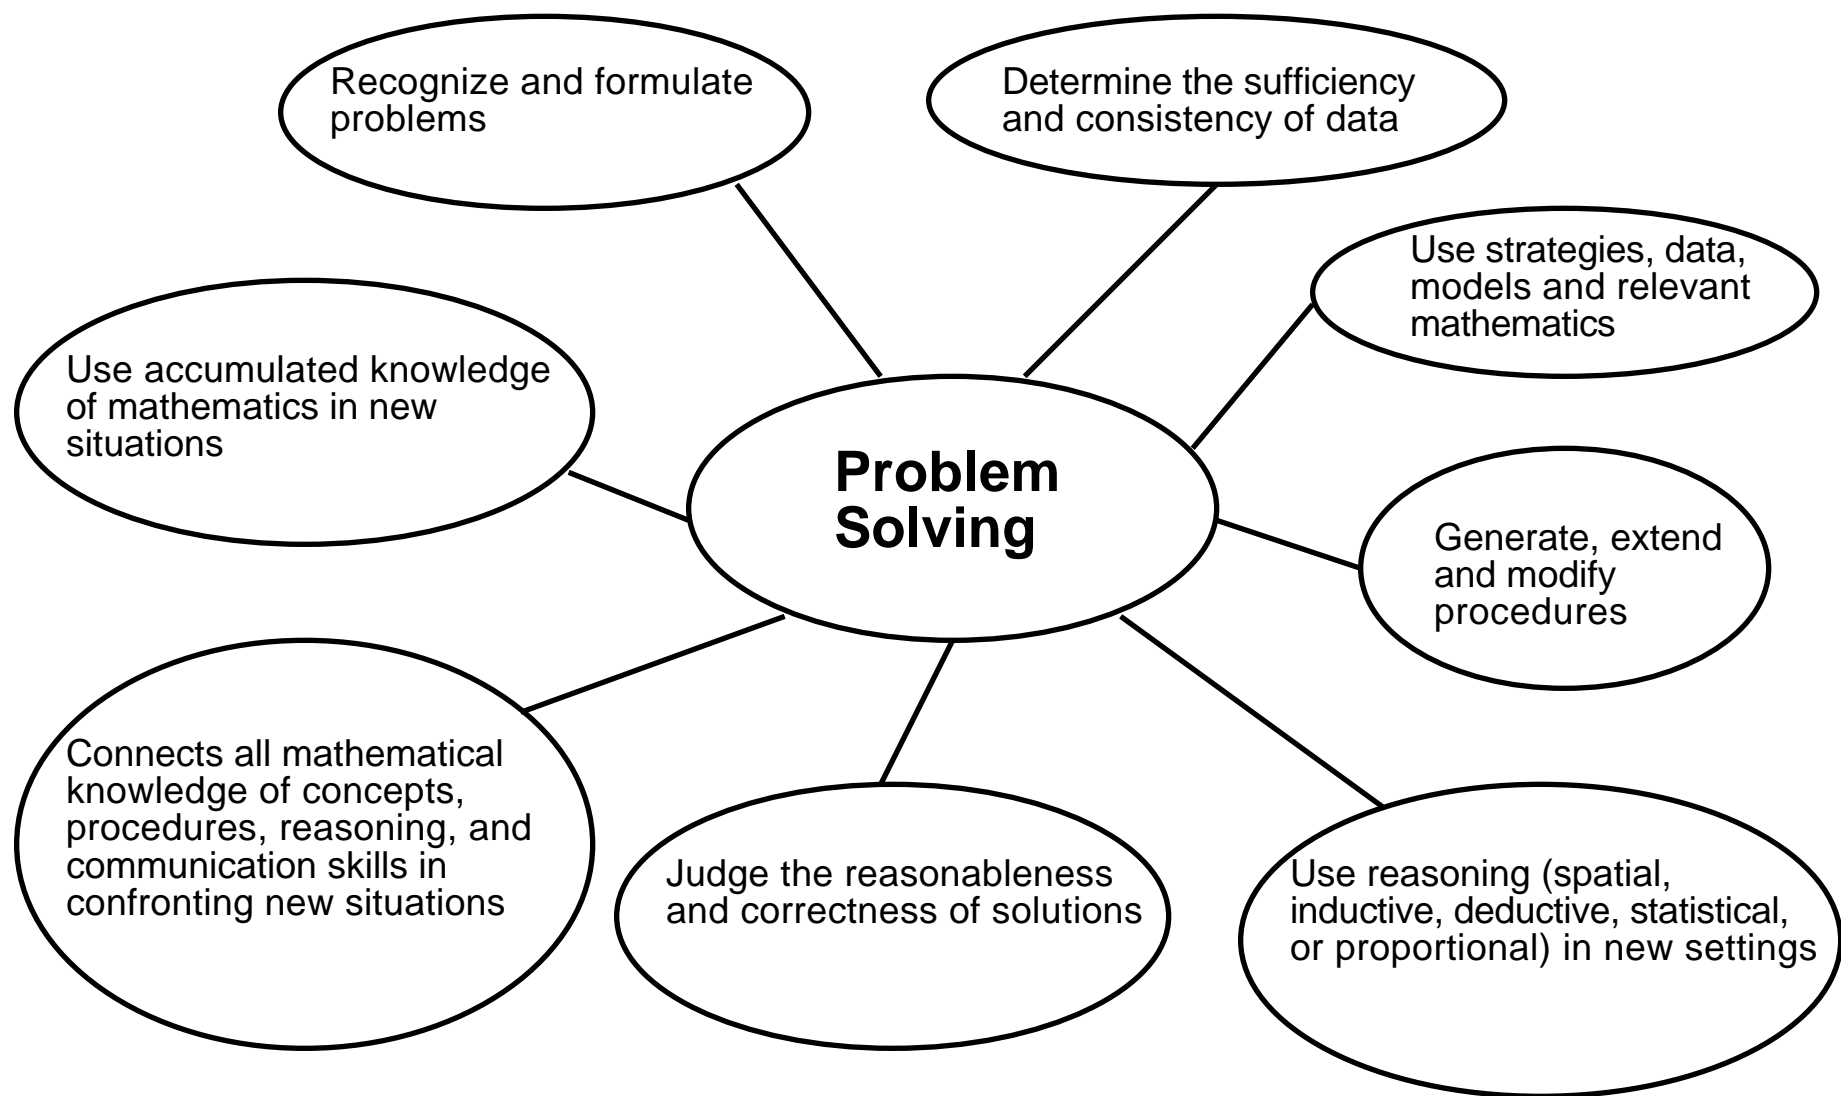 Recognize and formulate
problems
Determine the sufficiency
and consistency of data
Use strategies, data,
models and relevant
mathematics
Use accumulated knowledge
of mathematics in new
situations
Problem
Solving
Generate, extend
and modify
procedures
Connects all mathematical
knowledge of concepts,
procedures, reasoning, and
communication skills in
confronting new situations
Judge the reasonableness
and correctness of solutions
Use reasoning (spatial,
inductive, deductive, statistical,
or proportional) in new settings